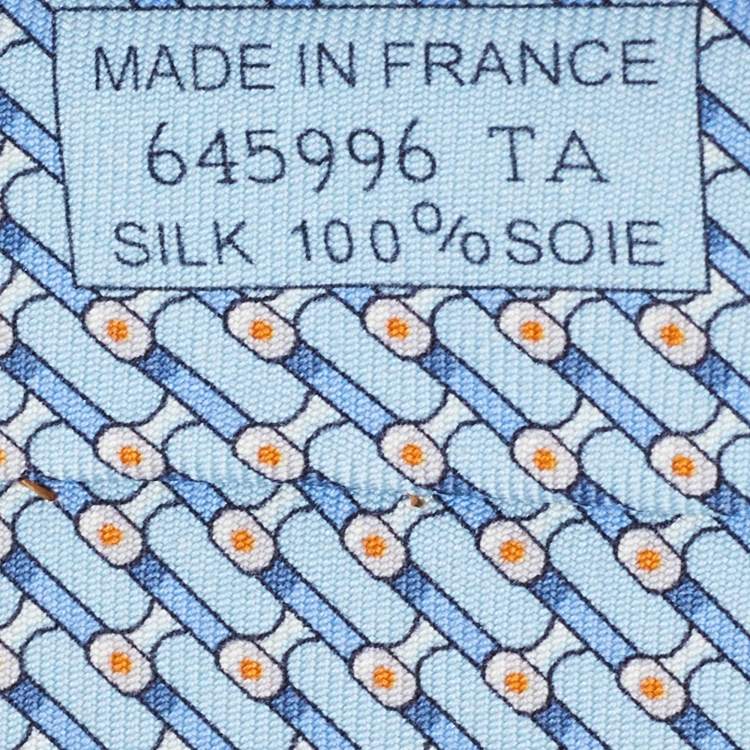 MADE IN FRANCE
645996 TA
SILK 100% SOIE